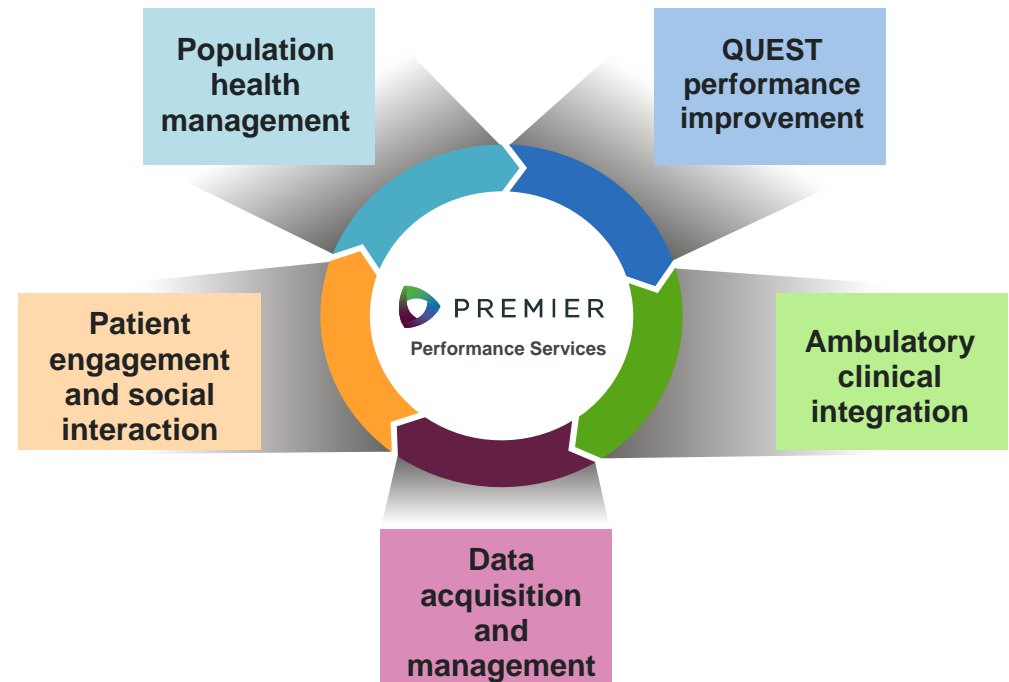 Population
health
management
QUEST
performance
improvement
Patient
engagement
and social
interaction
PREMIER
Performance Services
Ambulatory
clinical
integration
Data
acquisition
and
management